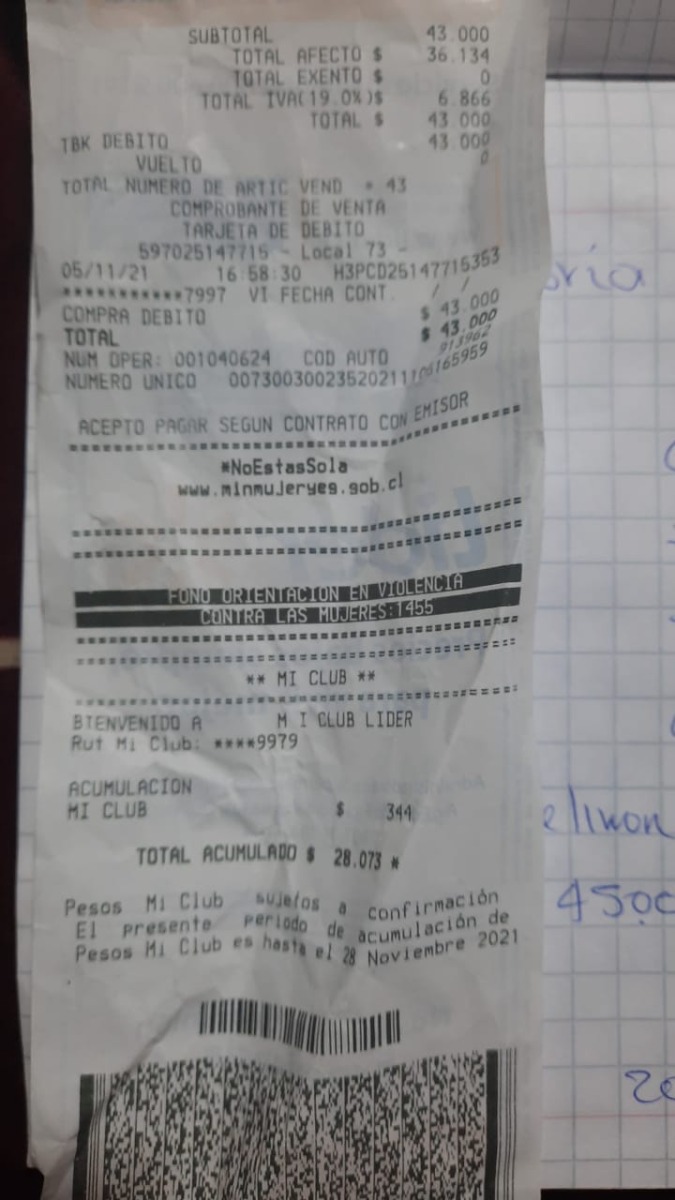 SUBTOTAL 43.000
TOTAL AFECTO $ 36.134
TOTAL EXENTO $ 0
TOTAL IVA(19.0%)$ 6.866
TOTAL $ 43.000
TBK DEBITO 43.000
VUELTO 0
TOTAL NUMERO DE ARTIC VEND = 43
COMPROBANTE DE VENTA
TARJETA DE DEBITO
597025147715 - Local 73 -
05/11/21 16:58:30 H3PCD25147715353
***********7997 VI FECHA CONT. / /
COMPRA DEBITO $ 43.000
TOTAL $ 43.000
NUM OPER: 001040624 COD AUTO 913962
NUMERO UNICO
ACEPTO PAGAR SEGUN CONTRATO CON EMISOR
#NoEstasSola
www.minmujeryeg.gob.cl
FONO ORIENTACION EN VIOLENCIA
CONTRA LAS MUJERES:1455
** MI CLUB **
BIENVENIDO A M I CLUB LIDER
Rut Mi Club: ****9979
ACUMULACION
MI CLUB $ 344
TOTAL ACUMULADO $ 28.073 *
Pesos Mi Club sujetos a confirmación
El presente periodo de acumulación de
Pesos Mi Club es hasta el 28 Noviembre 2021
oría
e limon
4500
20